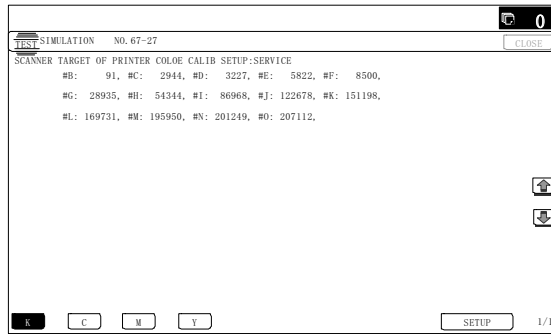 0
TEST SIMULATION NO.67-27
CLOSE
SCANNER TARGET OF PRINTER COLOE CALIB SETUP:SERVICE
#B: 91, #C: 2944, #D: 3227, #E: 5822, #F: 8500,
#G: 28935, #H: 54344, #I: 86968, #J: 122678, #K: 151198,
#L: 169731, #M: 195950, #N: 201249, #O: 207112,
K C M Y SETUP 1/1